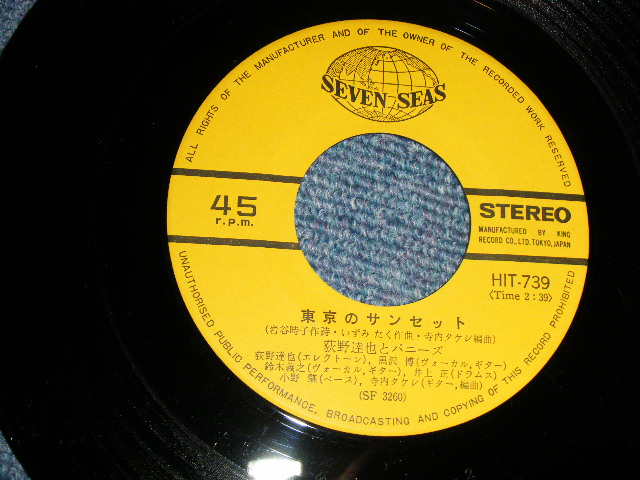 ALL RIGHTS OF THE MANUFACTURER AND OF THE OWNER OF THE RECORDED WORK RESERVED
SEVEN SEAS
45
r.p.m.
STEREO
MANUFACTURED BY KING
RECORD CO., LTD. TOKYO, JAPAN
HIT-739
(Time 2:39)
東京のサンセット
(岩谷時子作詩・いずみ たく作曲・寺内タケシ編曲)
荻野達也とバニーズ
荻野達也(エレクトーン), 黒沢 博(ヴォーカル,ギター)
鈴木義之(ヴォーカル,ギター), 井上 正(ドラムス)
小野 肇(ベース), 寺内タケシ(ギター,編曲)
(SF 3260)
UNAUTHORISED PUBLIC PERFORMANCE, BROADCASTING AND COPYING OF THIS RECORD PROHIBITED